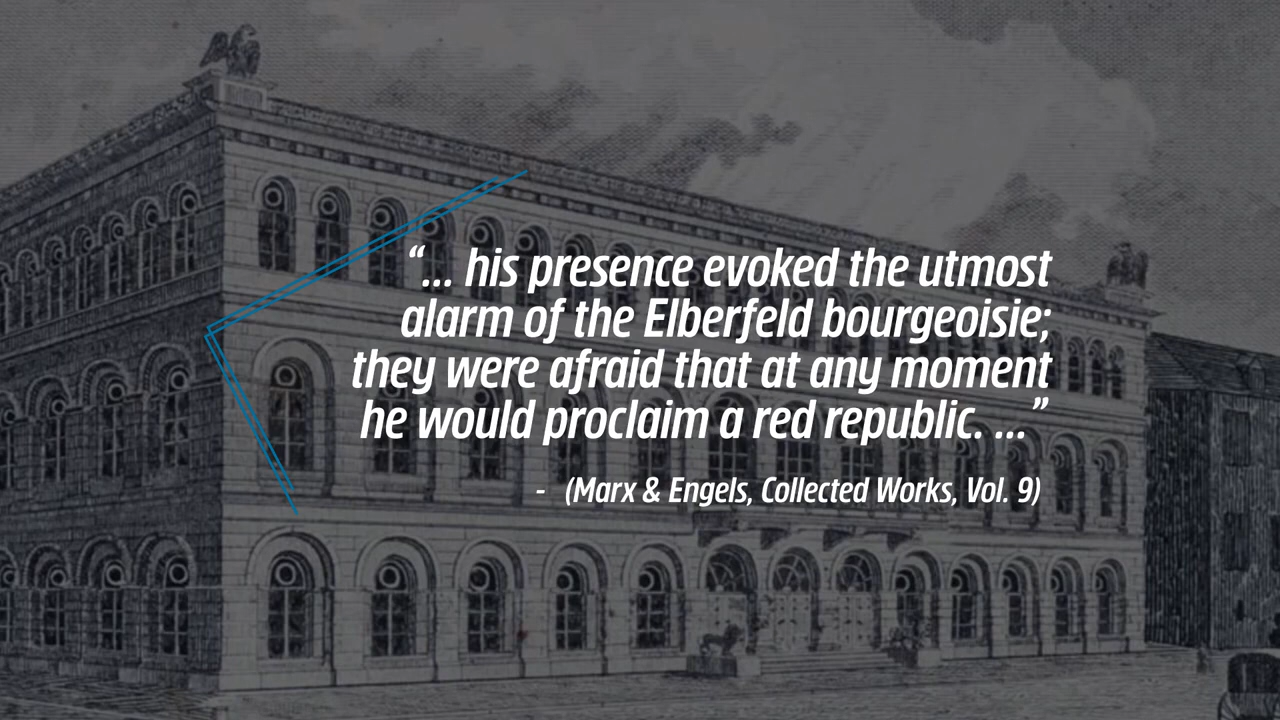 “... his presence evoked the utmost
alarm of the Elberfeld bourgeoisie;
they were afraid that at any moment
he would proclaim a red republic. ...”
- (Marx & Engels, Collected Works, Vol. 9)